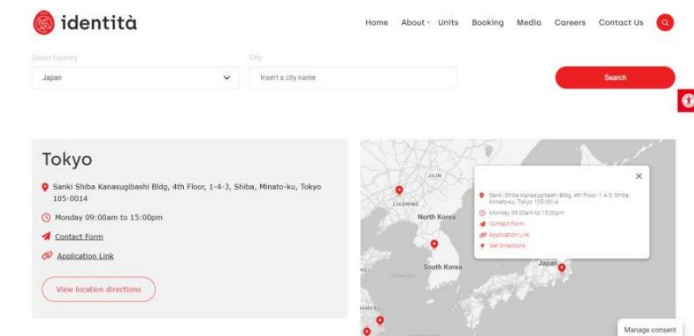 identità
Home About Units Booking Media Careers Contact Us
Select Country
City
Japan
Insert a city name
Search
Tokyo
Sanki Shiba Kanasugibashi Bldg, 4th Floor, 1-4-3, Shiba, Minato-ku, Tokyo
105-0014
Monday 09:00am to 15:00pm
Contact Form
Application Link
View location directions
JILIN
LIAONING
North Korea
South Korea
Japan
Sanki Shiba Kanasugibashi Bldg, 4th Floor, 1-4-3, Shiba,
Minato-ku, Tokyo 105-0014
Monday 09:00am to 15:00pm
Contact Form
Application Link
Get Directions
Manage consent